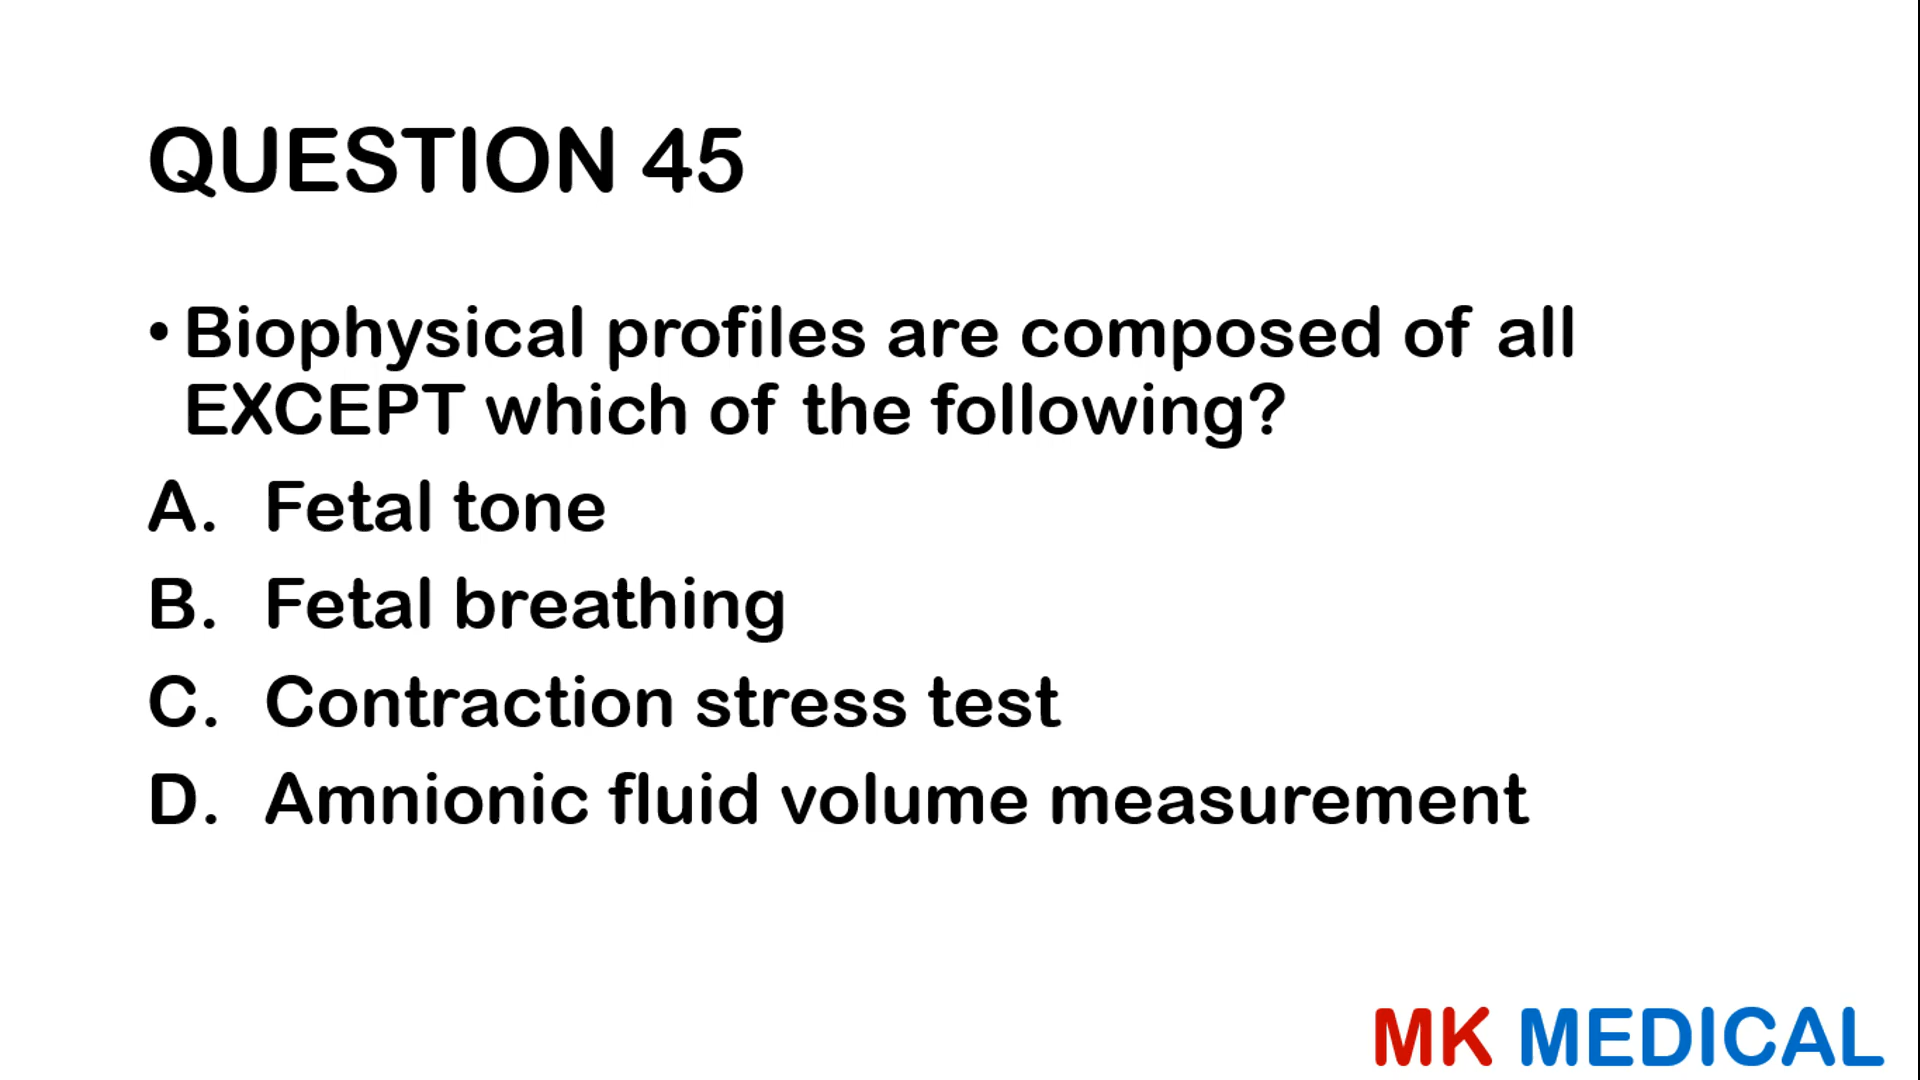 QUESTION 45
• Biophysical profiles are composed of all
EXCEPT which of the following?
A. Fetal tone
B. Fetal breathing
C. Contraction stress test
D. Amnionic fluid volume measurement
MK MEDICAL